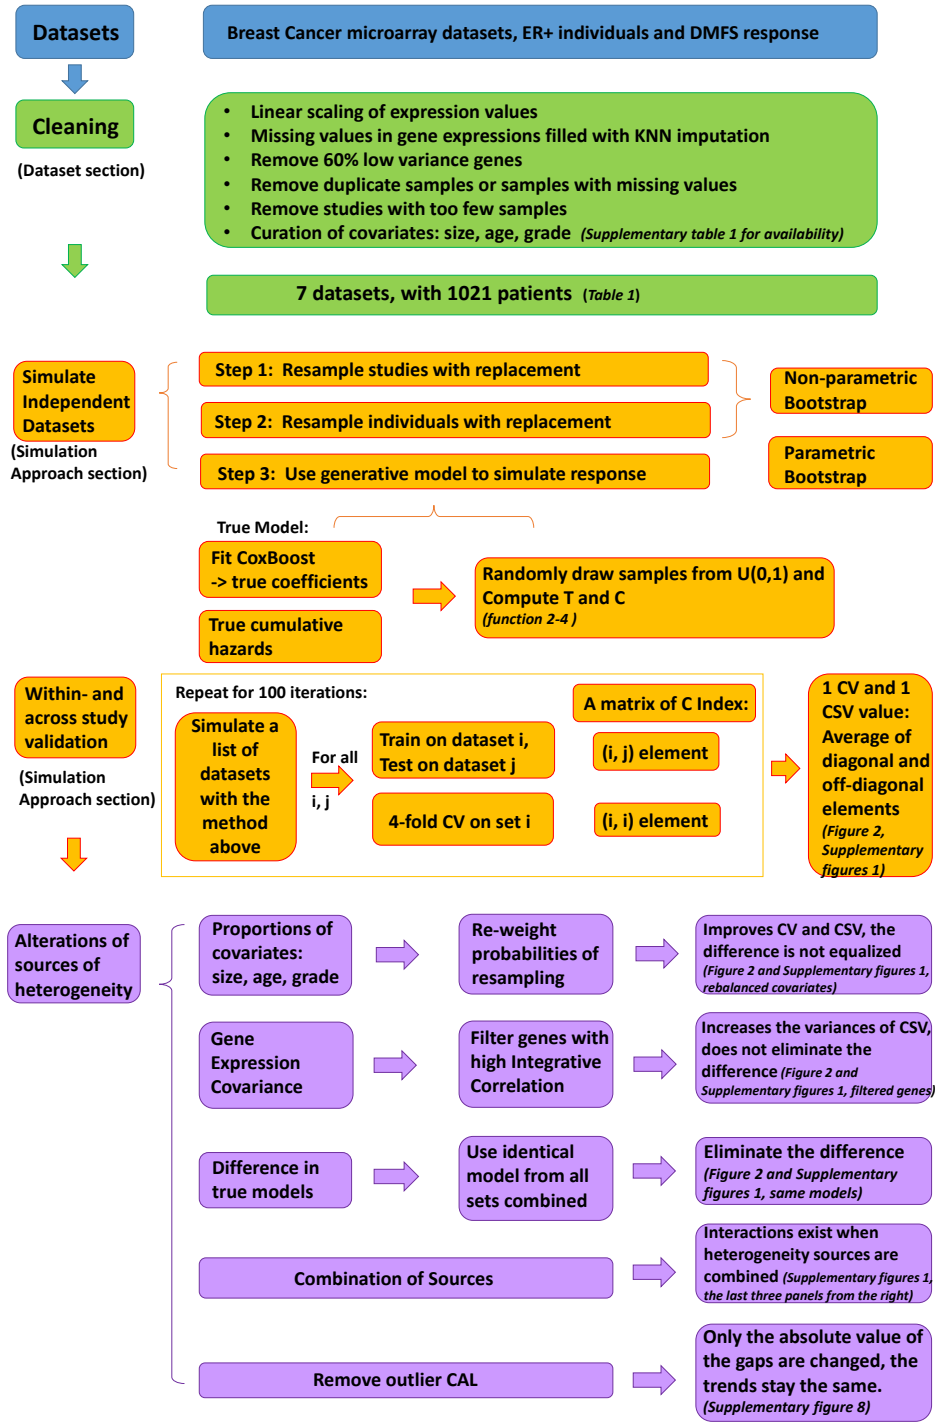 Datasets
Breast Cancer microarray datasets, ER+ individuals and DMFS response
Cleaning
(Dataset section)
• Linear scaling of expression values
• Missing values in gene expressions filled with KNN imputation
• Remove 60% low variance genes
• Remove duplicate samples or samples with missing values
• Remove studies with too few samples
• Curation of covariates: size, age, grade (Supplementary table 1 for availability)
7 datasets, with 1021 patients (Table 1)
Simulate
Independent
Datasets
(Simulation
Approach section)
Step 1: Resample studies with replacement
Step 2: Resample individuals with replacement
Step 3: Use generative model to simulate response
Non-parametric
Bootstrap
Parametric
Bootstrap
True Model:
Fit CoxBoost
-> true coefficients
True cumulative
hazards
Randomly draw samples from U(0,1) and
Compute T and C
(function 2-4 )
Within- and
across study
validation
(Simulation
Approach section)
Repeat for 100 iterations:
Simulate a
list of
datasets
with the
method
above
For all
i, j
Train on dataset i,
Test on dataset j
4-fold CV on set i
A matrix of C Index:
(i, j) element
(i, i) element
1 CV and 1
CSV value:
Average of
diagonal and
off-diagonal
elements
(Figure 2,
Supplementary
figures 1)
Alterations of
sources of
heterogeneity
Proportions of
covariates:
size, age, grade
Re-weight
probabilities of
resampling
Improves CV and CSV, the
difference is not equalized
(Figure 2 and Supplementary figures 1,
rebalanced covariates)
Gene
Expression
Covariance
Filter genes with
high Integrative
Correlation
Increases the variances of CSV,
does not eliminate the
difference (Figure 2 and
Supplementary figures 1, filtered genes)
Difference in
true models
Use identical
model from all
sets combined
Eliminate the difference
(Figure 2 and Supplementary
figures 1, same models)
Combination of Sources
Interactions exist when
heterogeneity sources are
combined (Supplementary figures 1,
the last three panels from the right)
Remove outlier CAL
Only the absolute value of
the gaps are changed, the
trends stay the same.
(Supplementary figure 8)